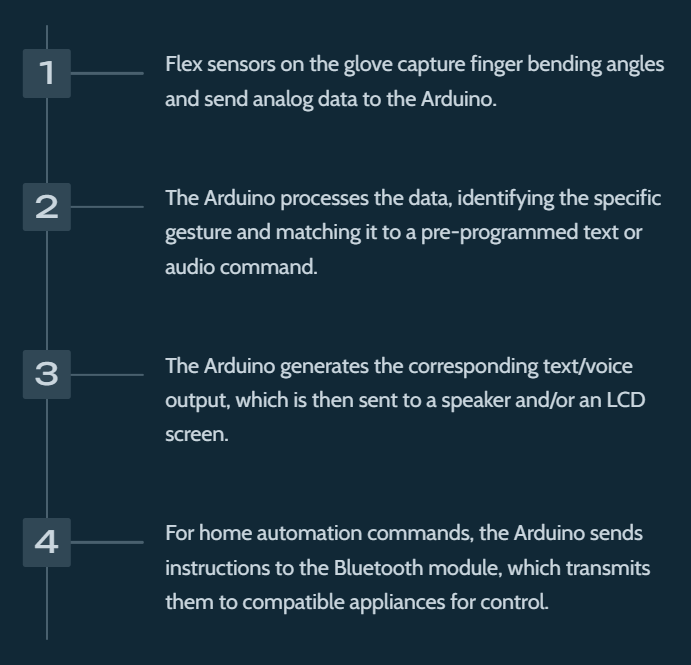 1
Flex sensors on the glove capture finger bending angles
and send analog data to the Arduino.
2
The Arduino processes the data, identifying the specific
gesture and matching it to a pre-programmed text or
audio command.
3
The Arduino generates the corresponding text/voice
output, which is then sent to a speaker and/or an LCD
screen.
4
For home automation commands, the Arduino sends
instructions to the Bluetooth module, which transmits
them to compatible appliances for control.